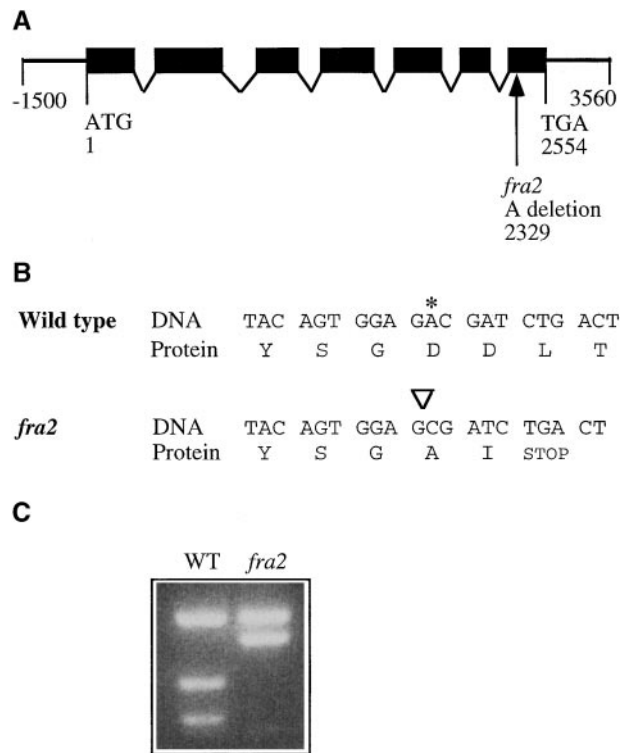 A
-1500
3560
ATG
TGA
1
2554
fra2
A deletion
2329
B
*
Wild type DNA TAC AGT GGA GAC GAT CTG ACT
Protein Y S G D D L T
fra2 DNA TAC AGT GGA GCG ATC TGA CT
Protein Y S G A I STOP
C
WT fra2